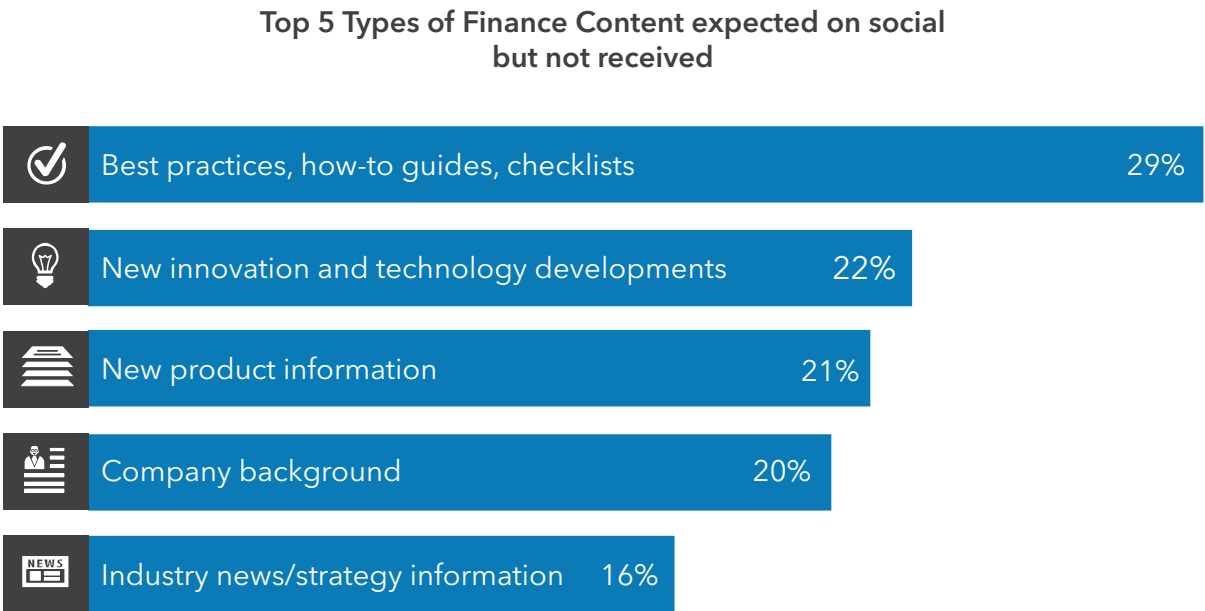 Top 5 Types of Finance Content expected on social
but not received
Best practices, how-to guides, checklists 29%
New innovation and technology developments 22%
New product information 21%
Company background 20%
NEWS
Industry news/strategy information 16%